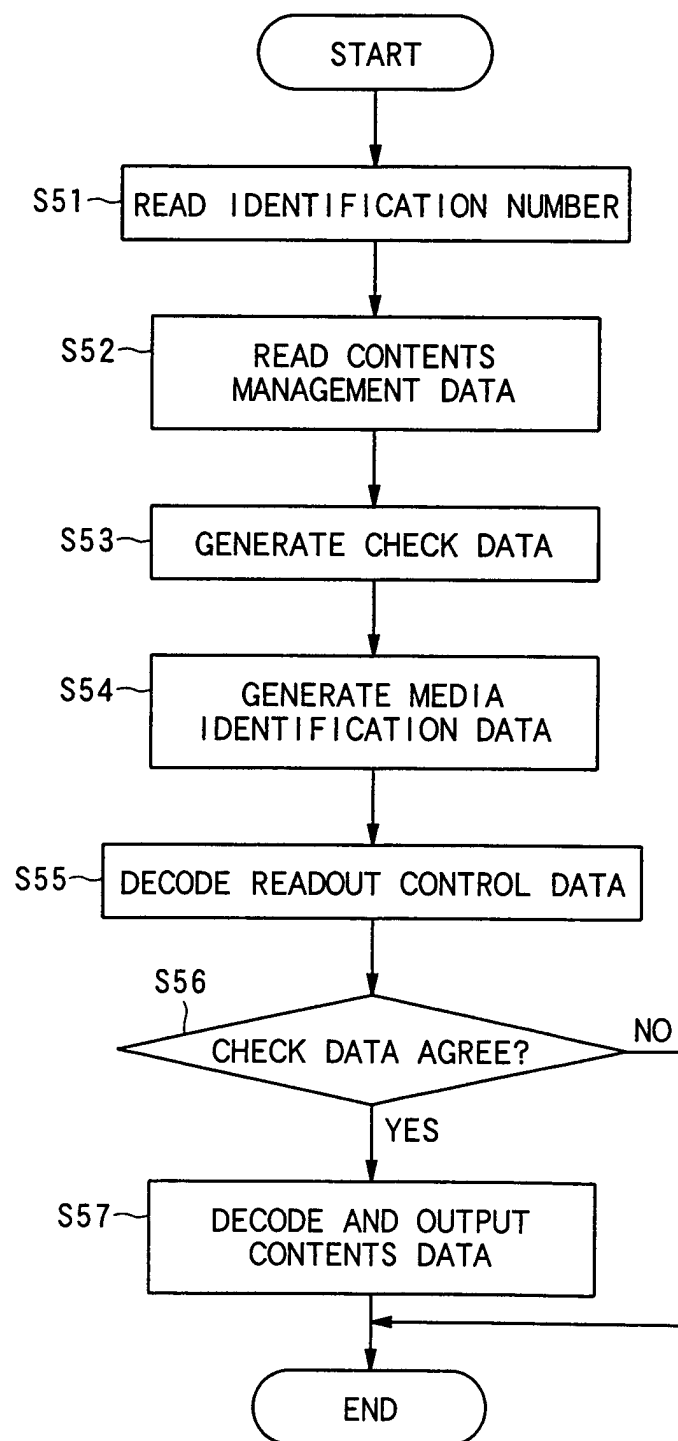 START
S51 READ IDENTIFICATION NUMBER
S52 READ CONTENTS
MANAGEMENT DATA
S53 GENERATE CHECK DATA
S54 GENERATE MEDIA
IDENTIFICATION DATA
S55 DECODE READOUT CONTROL DATA
S56
CHECK DATA AGREE? NO
YES
S57 DECODE AND OUTPUT
CONTENTS DATA
END